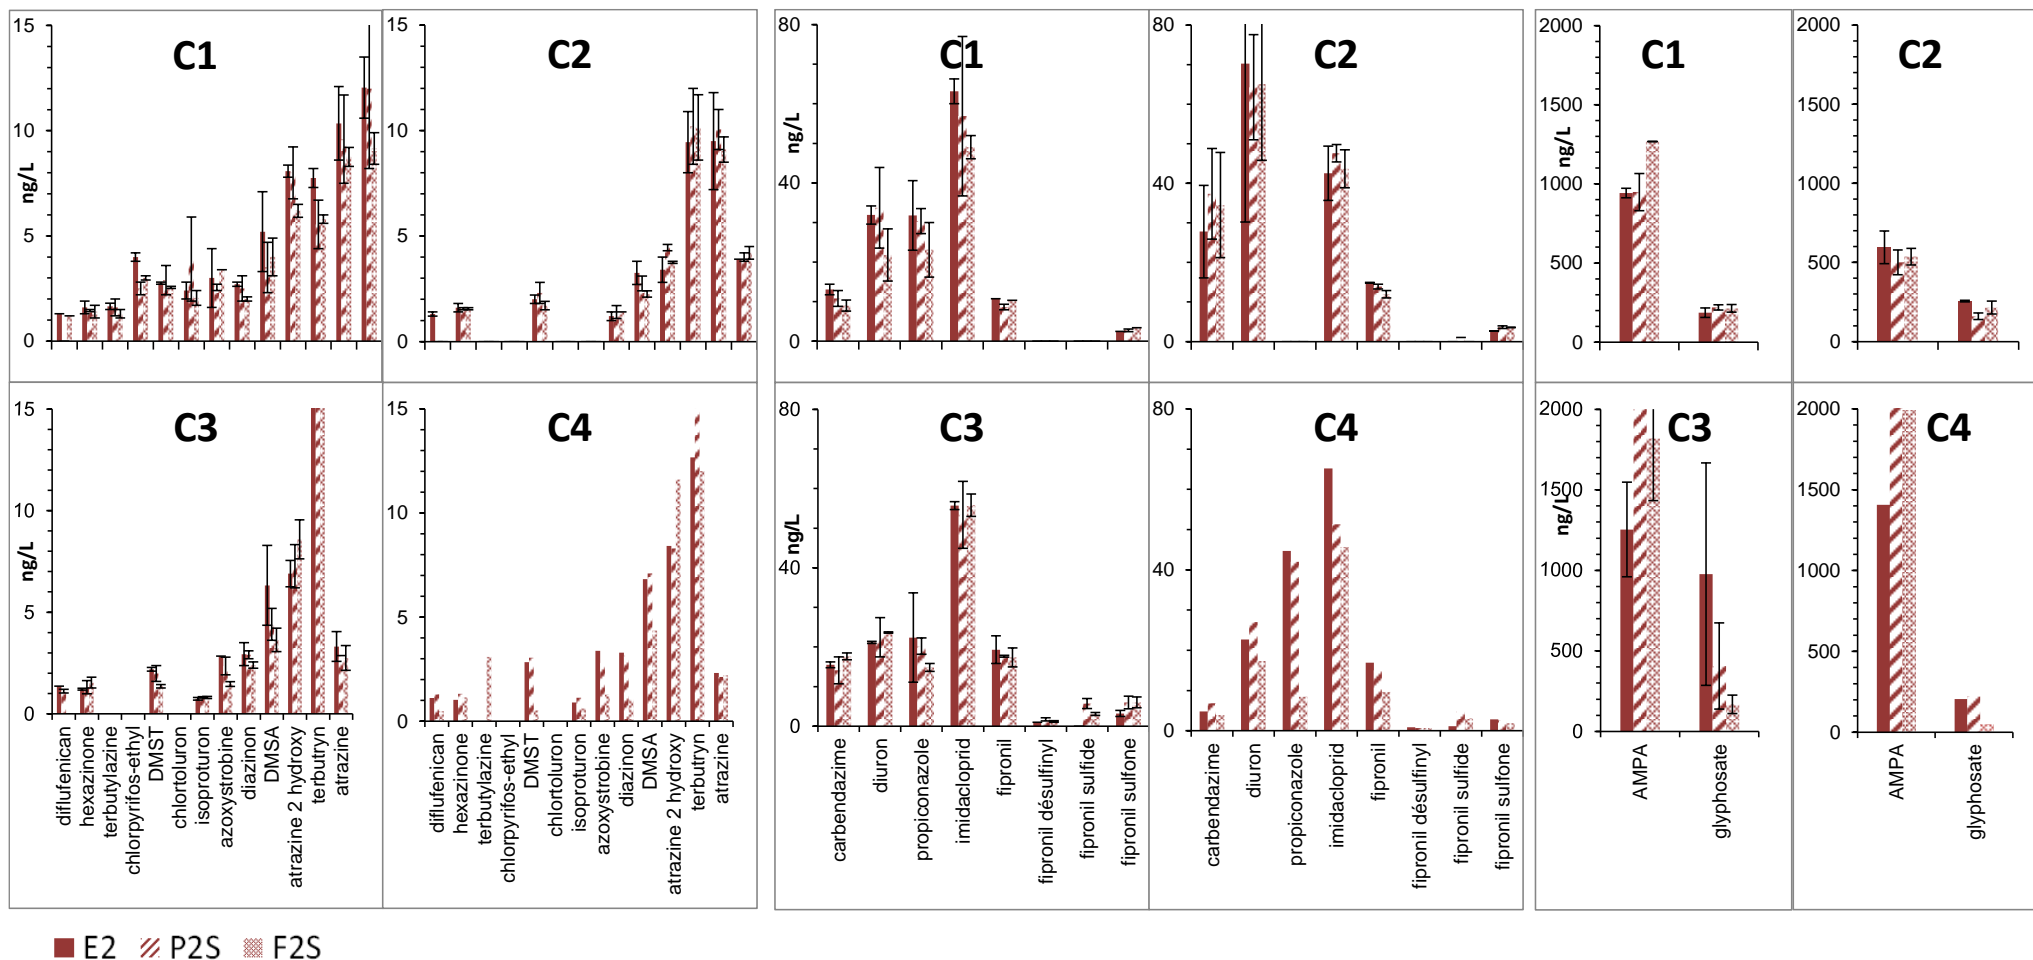 C1
15
10
5
0
ng/L
C2
15
10
5
0
C1
80
40
0
ng/L
C2
80
40
0
C1
2000
1500
1000
500
0
ng/L
C2
2000
1500
1000
500
0
C3
15
10
5
0
ng/L
diflufenican
hexazinone
terbutylazine
chlorpyrifos-ethyl
DMST
chlortoluron
isoproturon
azoxystrobine
diazinon
DMSA
atrazine 2 hydroxy
terbutryn
atrazine
C4
15
10
5
0
diflufenican
hexazinone
terbutylazine
chlorpyrifos-ethyl
DMST
chlortoluron
isoproturon
azoxystrobine
diazinon
DMSA
atrazine 2 hydroxy
terbutryn
atrazine
C3
80
40
0
ng/L
carbendazime
diuron
propiconazole
imidacloprid
fipronil
fipronil désulfinyl
fipronil sulfide
fipronil sulfone
C4
80
40
0
carbendazime
diuron
propiconazole
imidacloprid
fipronil
fipronil désulfinyl
fipronil sulfide
fipronil sulfone
C3
2000
1500
1000
500
0
ng/L
AMPA
glyphosate
C4
2000
1500
1000
500
0
AMPA
glyphosate
E2 P2S F2S